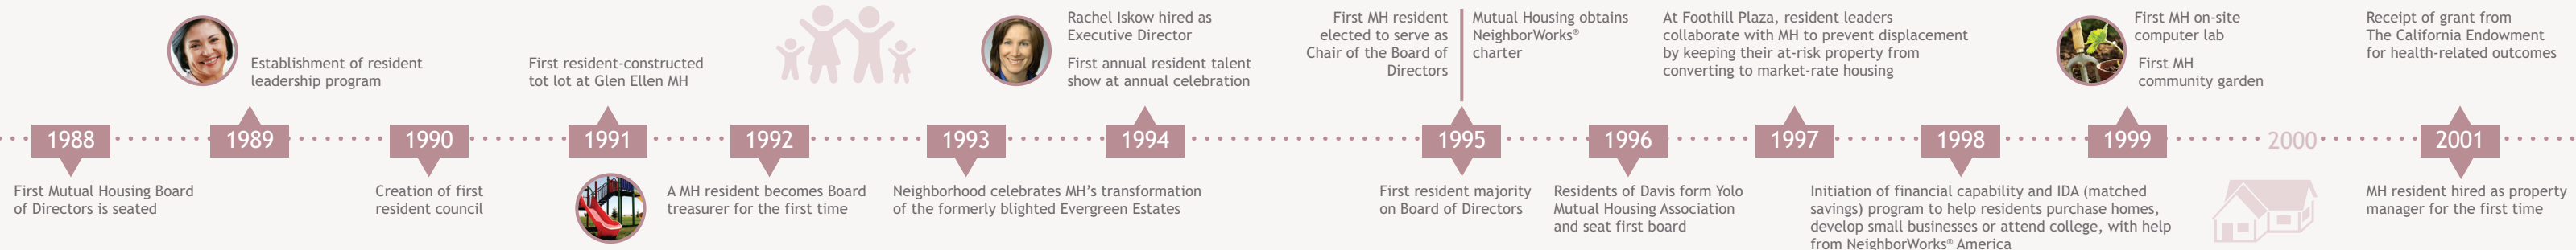 1988
First Mutual Housing Board
of Directors is seated
1989
Establishment of resident
leadership program
1990
Creation of first
resident council
1991
First resident-constructed
tot lot at Glen Ellen MH
1992
A MH resident becomes Board
treasurer for the first time
1993
Neighborhood celebrates MH’s transformation
of the formerly blighted Evergreen Estates
1994
Rachel Iskow hired as
Executive Director
First annual resident talent
show at annual celebration
1995
First MH resident
elected to serve as
Chair of the Board of
Directors
Mutual Housing obtains
NeighborWorks®
charter
First resident majority
on Board of Directors
1996
Residents of Davis form Yolo
Mutual Housing Association
and seat first board
1997
At Foothill Plaza, resident leaders
collaborate with MH to prevent displacement
by keeping their at-risk property from
converting to market-rate housing
1998
Initiation of financial capability and IDA (matched
savings) program to help residents purchase homes,
develop small businesses or attend college, with help
from NeighborWorks® America
1999
First MH on-site
computer lab
First MH
community garden
2000
2001
Receipt of grant from
The California Endowment
for health-related outcomes
MH resident hired as property
manager for the first time